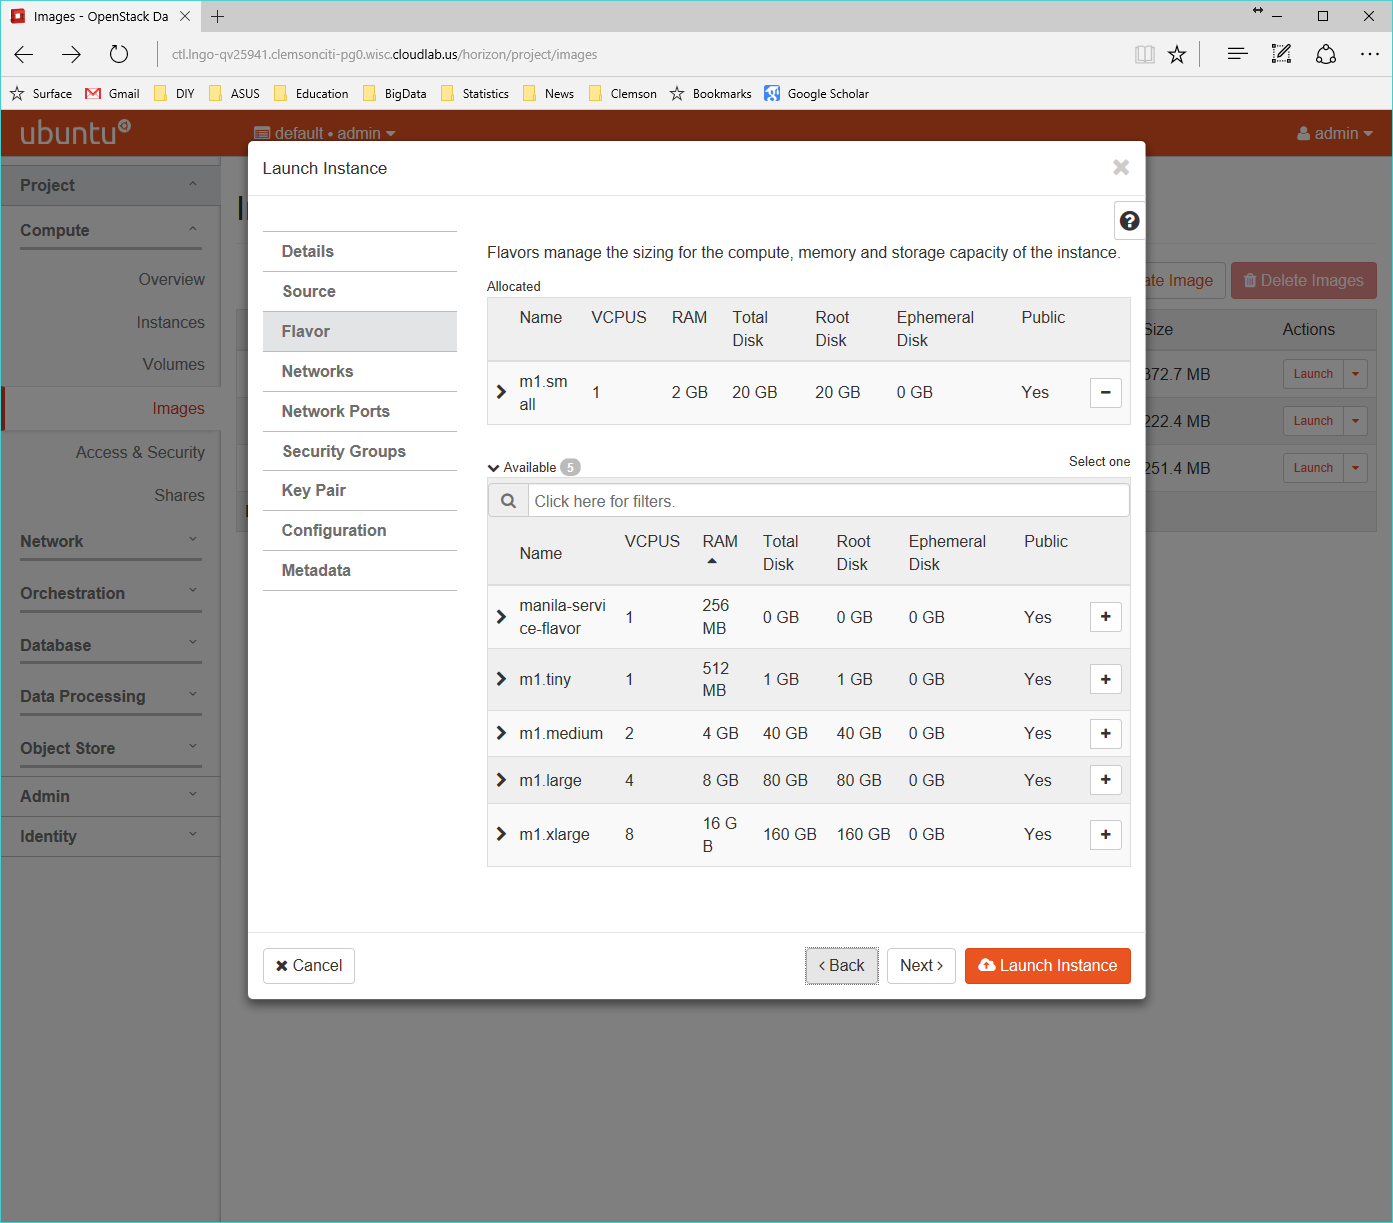 Images - OpenStack Da
ctl.lngo-qv25941.clemsonciti-pg0.wisc.cloudlab.us/horizon/project/images
Surface Gmail DIY ASUS Education BigData Statistics News Clemson Bookmarks Google Scholar
ubuntu default • admin admin
Launch Instance
Project
Compute
Overview
Instances
Volumes
Images
Access & Security
Shares
Network
Orchestration
Database
Data Processing
Object Store
Admin
Identity
Details
Source
Flavor
Networks
Network Ports
Security Groups
Key Pair
Configuration
Metadata
Flavors manage the sizing for the compute, memory and storage capacity of the instance.
Allocated
Name VCPUS RAM Total Disk Root Disk Ephemeral Disk Public
m1.small 1 2 GB 20 GB 20 GB 0 GB Yes
Available 5 Select one
Click here for filters.
Name VCPUS RAM Total Disk Root Disk Ephemeral Disk Public
manila-service-flavor 1 256 MB 0 GB 0 GB 0 GB Yes
m1.tiny 1 512 MB 1 GB 1 GB 0 GB Yes
m1.medium 2 4 GB 40 GB 40 GB 0 GB Yes
m1.large 4 8 GB 80 GB 80 GB 0 GB Yes
m1.xlarge 8 16 GB 160 GB 160 GB 0 GB Yes
Cancel < Back Next > Launch Instance
Image Delete Images
Size Actions
372.7 MB Launch
222.4 MB Launch
251.4 MB Launch